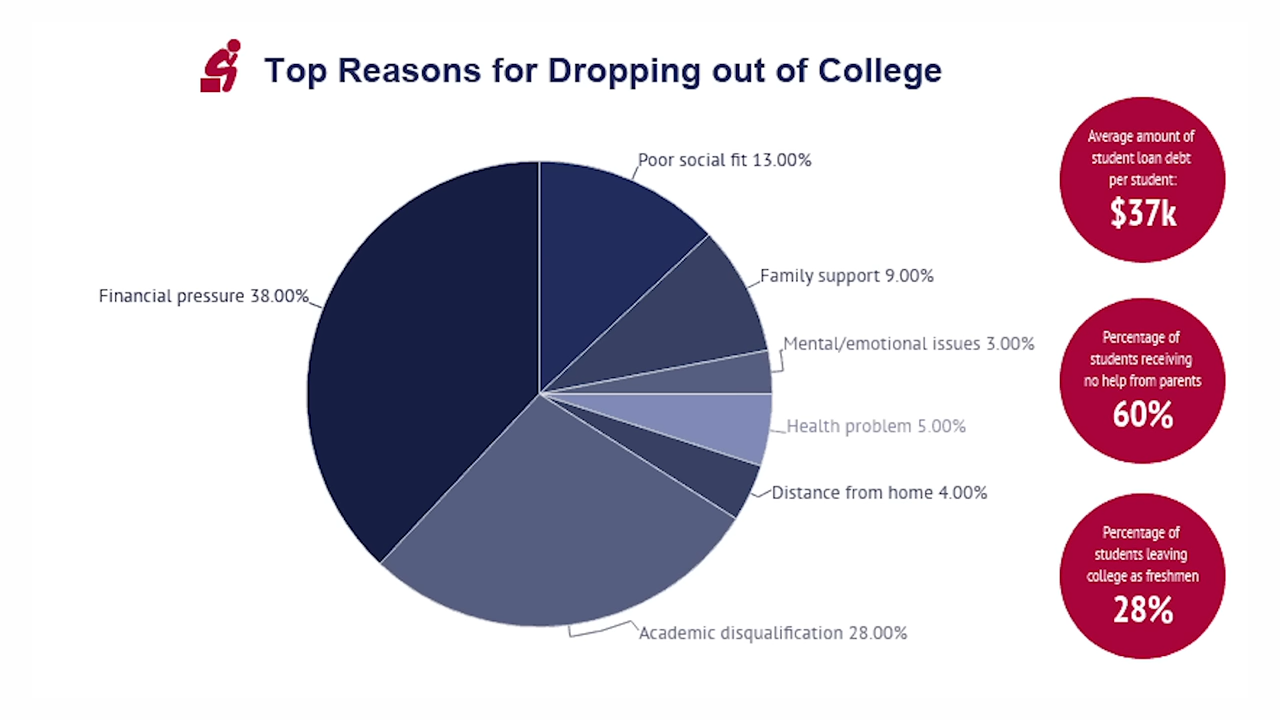 Top Reasons for Dropping out of College
Poor social fit 13.00%
Family support 9.00%
Mental/emotional issues 3.00%
Health problem 5.00%
Distance from home 4.00%
Academic disqualification 28.00%
Financial pressure 38.00%
Average amount of
student loan debt
per student:
$37k
Percentage of
students receiving
no help from parents
60%
Percentage of
students leaving
college as freshmen
28%